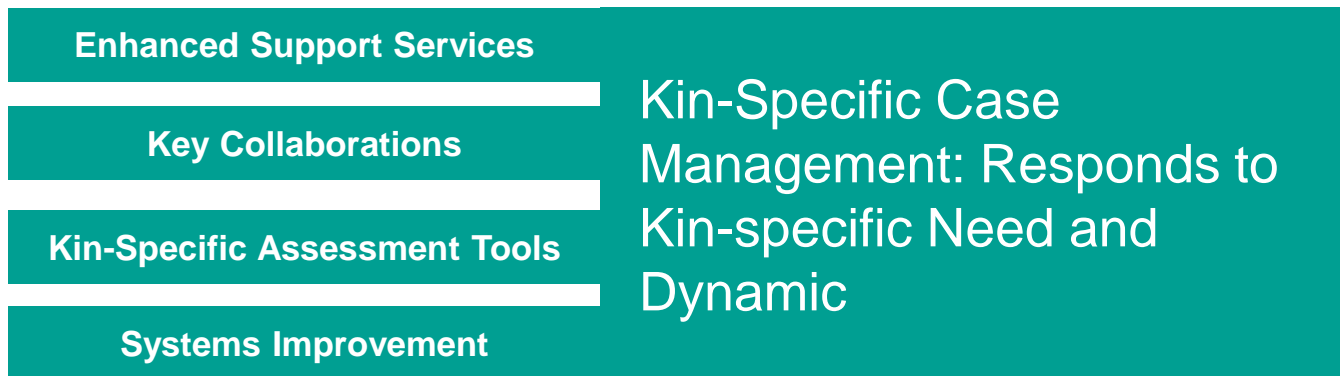 Enhanced Support Services
Key Collaborations
Kin-Specific Assessment Tools
Systems Improvement
Kin-Specific Case
Management: Responds to
Kin-specific Need and
Dynamic